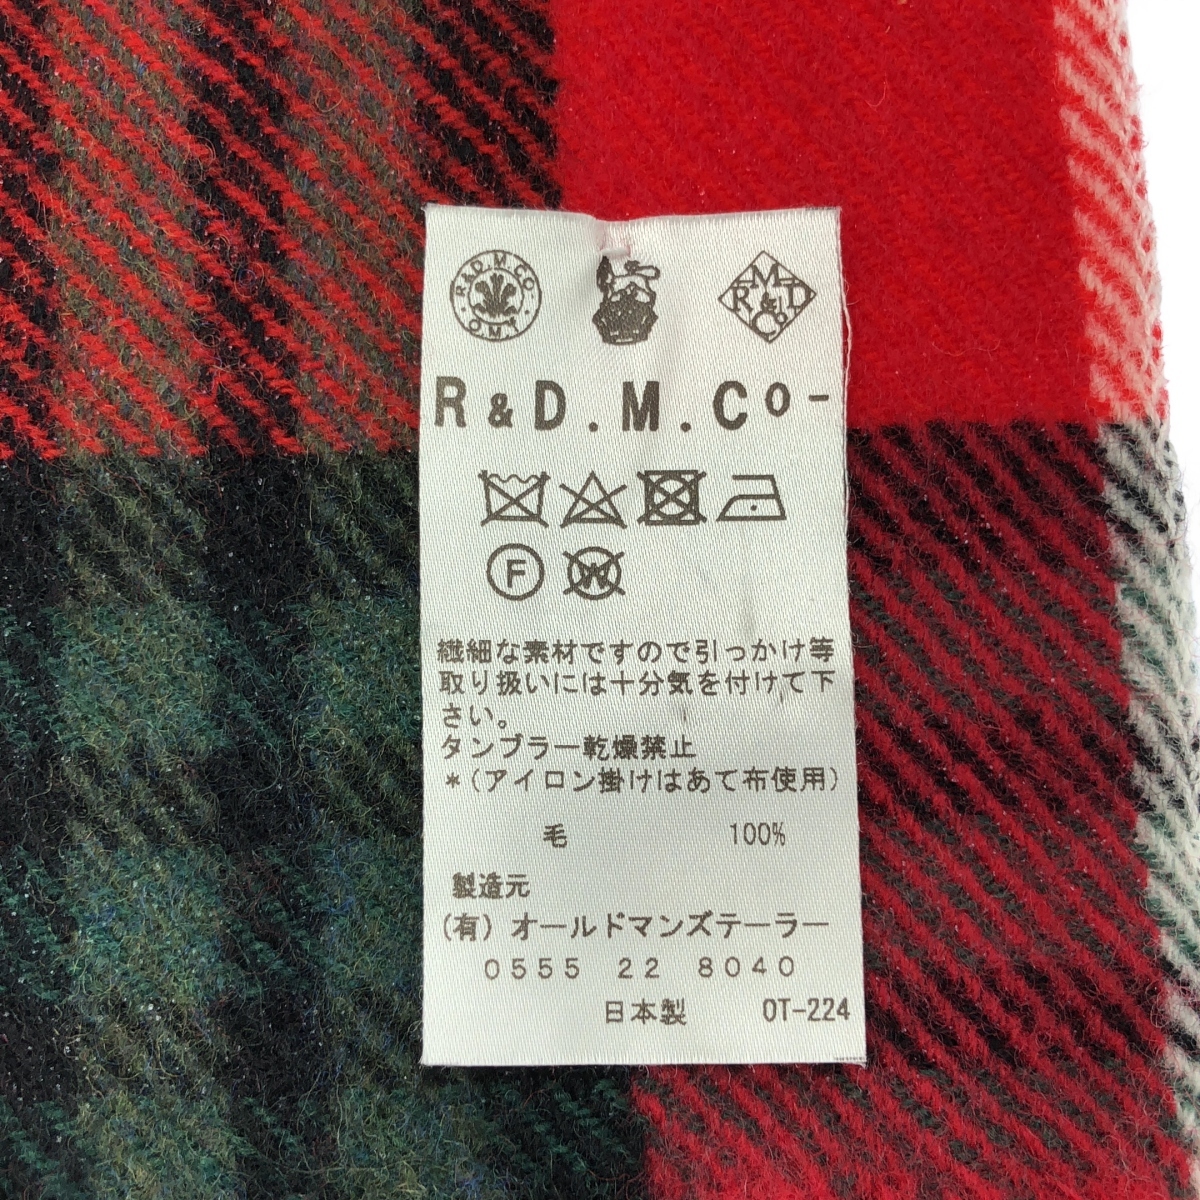 R&D.M.CO
O.M.T
M
R&D
Co
R&D.M.Co-
F
W
繊細な素材ですので引っかけ等
取り扱いには十分気を付けて下
さい。
タンブラー乾燥禁止
*(アイロン掛けはあて布使用)
毛 100%
製造元
(有)オールドマンズテーラー
0555 22 8040
日本製 OT-224